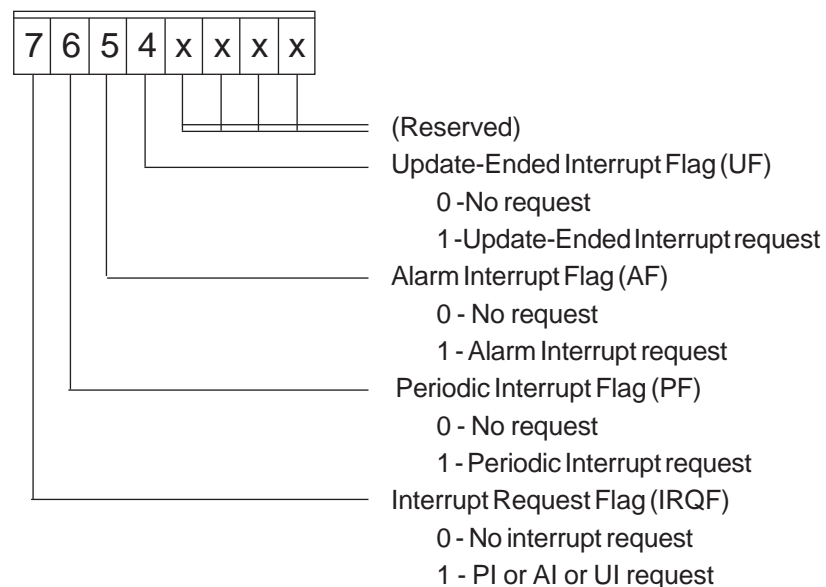 7 6 5 4 x x x x
(Reserved)
Update-Ended Interrupt Flag (UF)
0 -No request
1 -Update-Ended Interrupt request
Alarm Interrupt Flag (AF)
0 - No request
1 - Alarm Interrupt request
Periodic Interrupt Flag (PF)
0 - No request
1 - Periodic Interrupt request
Interrupt Request Flag (IRQF)
0 - No interrupt request
1 - PI or AI or UI request